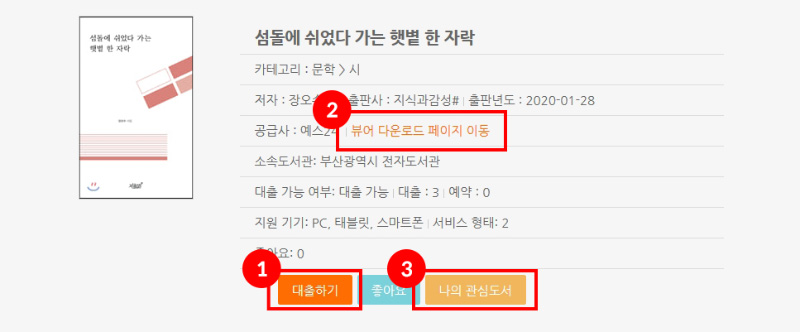 섬돌에 쉬었다 가는
햇볕 한 자락
섬돌에 쉬었다 가는 햇볕 한 자락
카테고리 : 문학 > 시
저자 : 장오 출판사 : 지식과감성# | 출판년도 : 2020-01-28
2
공급사 : 예스24 | 뷰어 다운로드 페이지 이동
소속도서관: 부산광역시 전자도서관
대출 가능 여부: 대출 가능 | 대출 : 3 | 예약 : 0
지원 기기: PC, 태블릿, 스마트폰 | 서비스 형태: 2
좋아요: 0
1 3
대출하기 좋아요 나의 관심도서